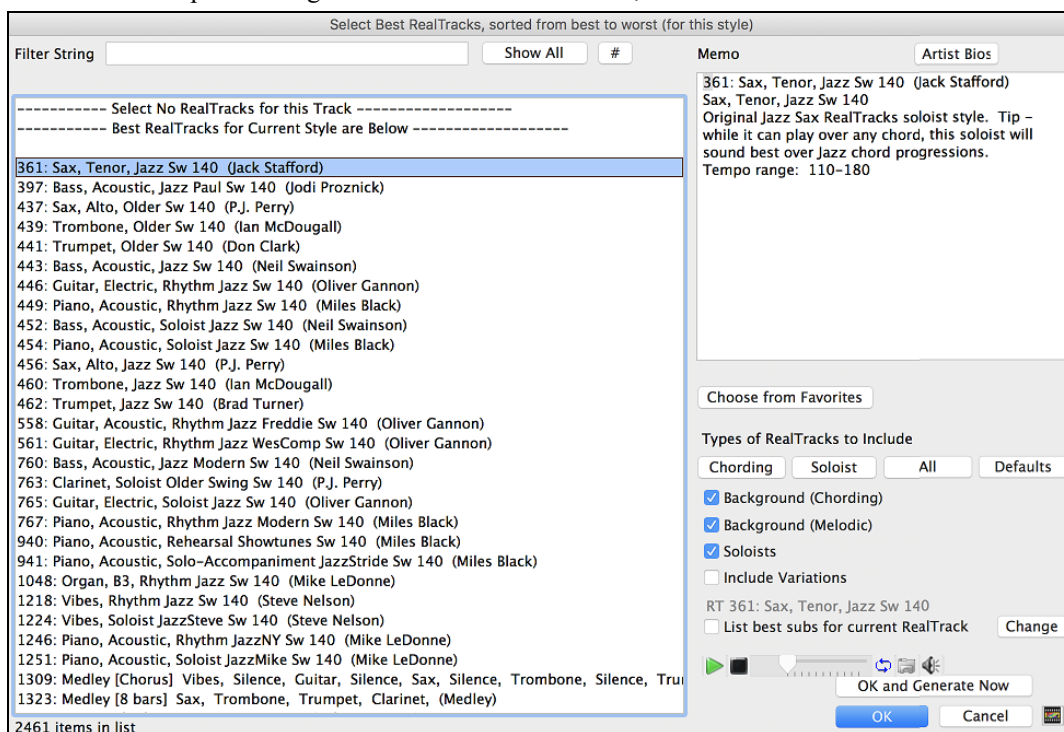 Select Best RealTracks, sorted from best to worst (for this style)
Filter String
Show All
#
----------- Select No RealTracks for this Track -------------------
----------- Best RealTracks for Current Style are Below -------------------
361: Sax, Tenor, Jazz Sw 140 (Jack Stafford)
397: Bass, Acoustic, Jazz Paul Sw 140 (Jodi Proznick)
437: Sax, Alto, Older Sw 140 (P.J. Perry)
439: Trombone, Older Sw 140 (Ian McDougall)
441: Trumpet, Older Sw 140 (Don Clark)
443: Bass, Acoustic, Jazz Sw 140 (Neil Swainson)
446: Guitar, Electric, Rhythm Jazz Sw 140 (Oliver Gannon)
449: Piano, Acoustic, Rhythm Jazz Sw 140 (Miles Black)
452: Bass, Acoustic, Soloist Jazz Sw 140 (Neil Swainson)
454: Piano, Acoustic, Soloist Jazz Sw 140 (Miles Black)
456: Sax, Alto, Jazz Sw 140 (P.J. Perry)
460: Trombone, Jazz Sw 140 (Ian McDougall)
462: Trumpet, Jazz Sw 140 (Brad Turner)
558: Guitar, Acoustic, Rhythm Jazz Freddie Sw 140 (Oliver Gannon)
561: Guitar, Electric, Rhythm Jazz WesComp Sw 140 (Oliver Gannon)
760: Bass, Acoustic, Jazz Modern Sw 140 (Neil Swainson)
763: Clarinet, Soloist Older Swing Sw 140 (P.J. Perry)
765: Guitar, Electric, Soloist Jazz Sw 140 (Oliver Gannon)
767: Piano, Acoustic, Rhythm Jazz Modern Sw 140 (Miles Black)
940: Piano, Acoustic, Rehearsal Showtunes Sw 140 (Miles Black)
941: Piano, Acoustic, Solo-Accompaniment JazzStride Sw 140 (Miles Black)
1048: Organ, B3, Rhythm Jazz Sw 140 (Mike LeDonne)
1218: Vibes, Rhythm Jazz Sw 140 (Steve Nelson)
1224: Vibes, Soloist JazzSteve Sw 140 (Steve Nelson)
1246: Piano, Acoustic, Rhythm JazzNY Sw 140 (Mike LeDonne)
1251: Piano, Acoustic, Soloist JazzMike Sw 140 (Mike LeDonne)
1309: Medley [Chorus] Vibes, Silence, Guitar, Silence, Sax, Silence, Trombone, Silence, Tru
1323: Medley [8 bars] Sax, Trombone, Trumpet, Clarinet, (Medley)
2461 items in list
Memo
Artist Bios
361: Sax, Tenor, Jazz Sw 140 (Jack Stafford)
Sax, Tenor, Jazz Sw 140
Original Jazz Sax RealTracks soloist style. Tip –
while it can play over any chord, this soloist will
sound best over Jazz chord progressions.
Tempo range: 110-180
Choose from Favorites
Types of RealTracks to Include
Chording
Soloist
All
Defaults
Background (Chording)
Background (Melodic)
Soloists
Include Variations
RT 361: Sax, Tenor, Jazz Sw 140
List best subs for current RealTrack
Change
OK and Generate Now
OK
Cancel